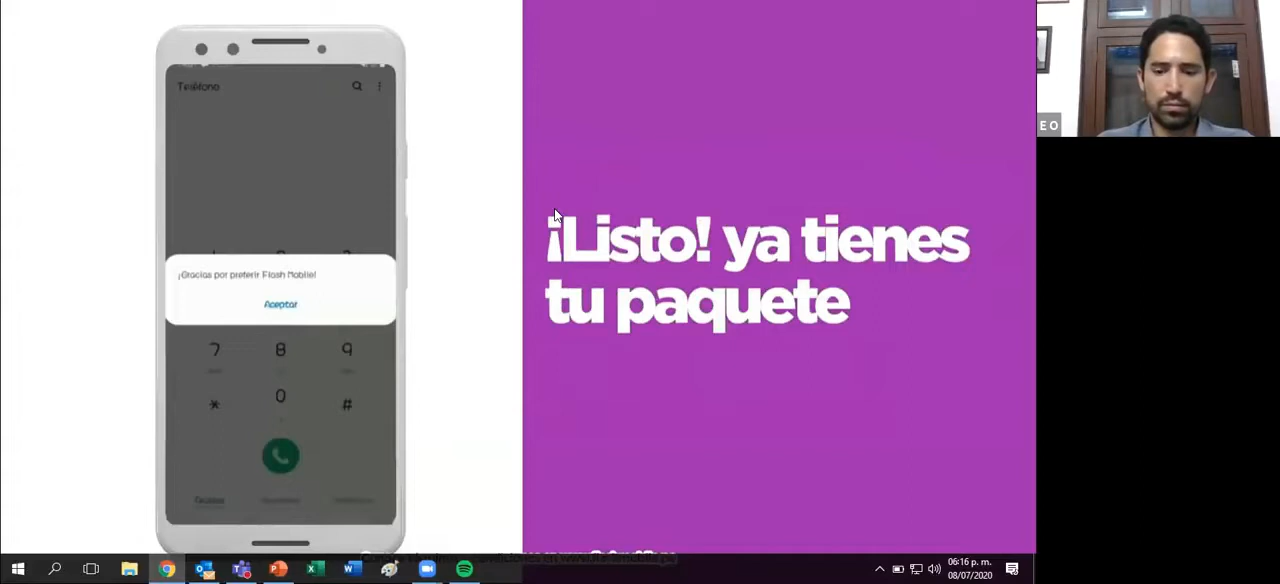 Teléfono
¡Listo! ya tienes
tu paquete
¡Gracias por preferir Flash Mobile!
Aceptar
7 8 9
* 0 #
EO
06:16 p. m.
08/07/2020